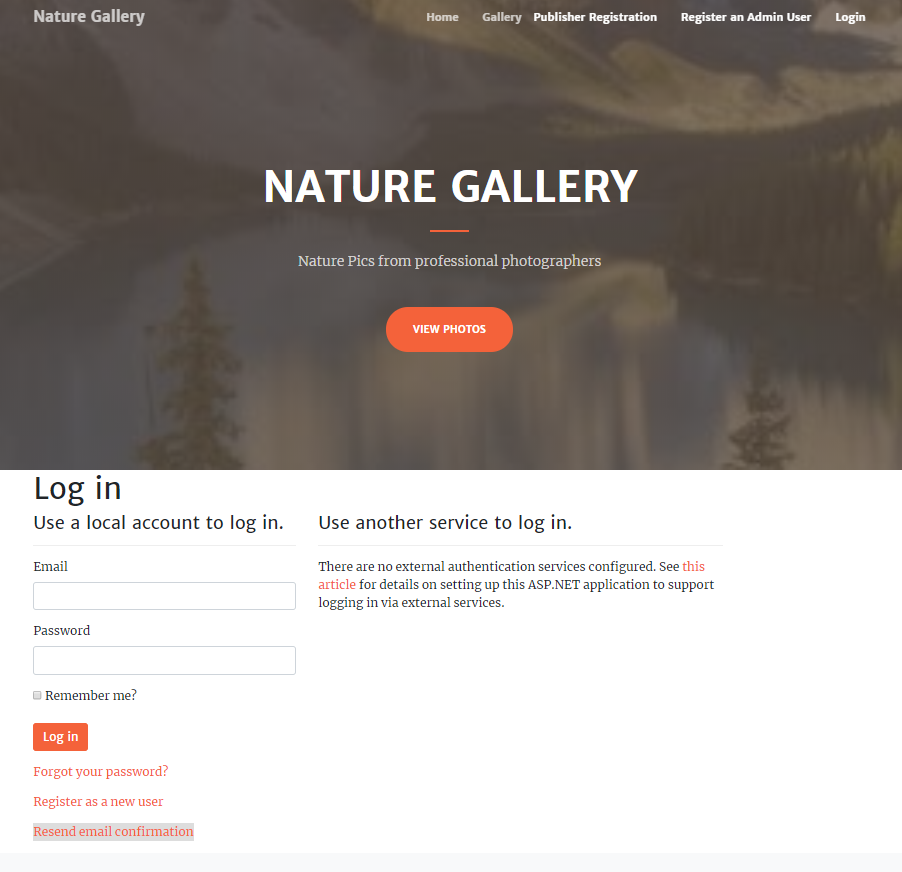 Nature Gallery
Home Gallery Publisher Registration Register an Admin User Login
NATURE GALLERY
Nature Pics from professional photographers
VIEW PHOTOS
Log in
Use a local account to log in.
Email
Password
Remember me?
Log in
Forgot your password?
Register as a new user
Resend email confirmation
Use another service to log in.
There are no external authentication services configured. See this
article for details on setting up this ASP.NET application to support
logging in via external services.